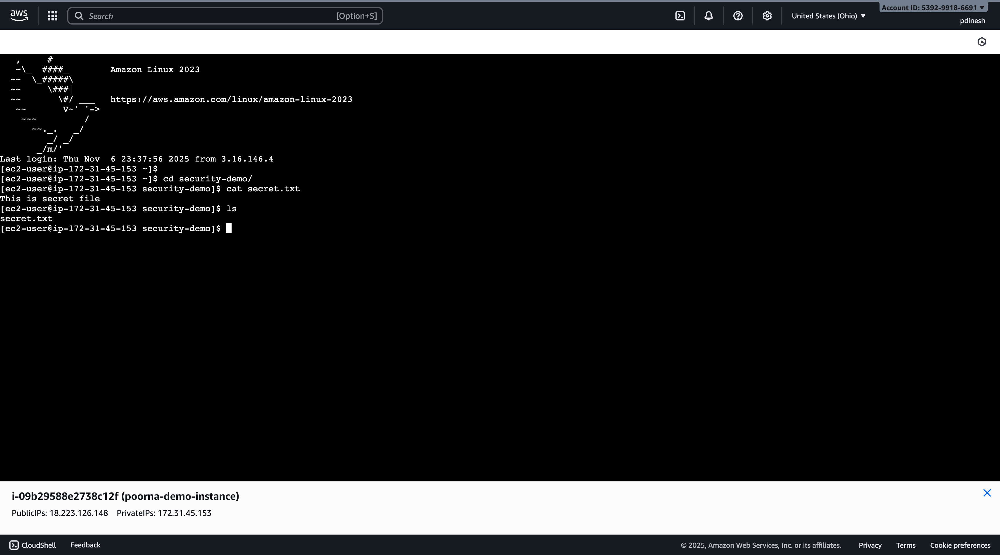 aws
Search [Option+S]
United States (Ohio)
Account ID: 5392-9918-6691
pdinesh
   ,     #_
   ~\_  ####_        Amazon Linux 2023
  ~~  \_#####\
  ~~     \###|
  ~~       \#/ ___   https://aws.amazon.com/linux/amazon-linux-2023
   ~~       V~' '->
    ~~~         /
      ~~._.   _/
         _/ _/
       _/m/'
Last login: Thu Nov  6 23:37:56 2025 from 3.16.146.4
[ec2-user@ip-172-31-45-153 ~]$
[ec2-user@ip-172-31-45-153 ~]$ cd security-demo/
[ec2-user@ip-172-31-45-153 security-demo]$ cat secret.txt
This is secret file
[ec2-user@ip-172-31-45-153 security-demo]$ ls
secret.txt
[ec2-user@ip-172-31-45-153 security-demo]$
i-09b29588e2738c12f (poorna-demo-instance)
PublicIPs: 18.223.126.148 PrivateIPs: 172.31.45.153
CloudShell Feedback © 2025, Amazon Web Services, Inc. or its affiliates. Privacy Terms Cookie preferences